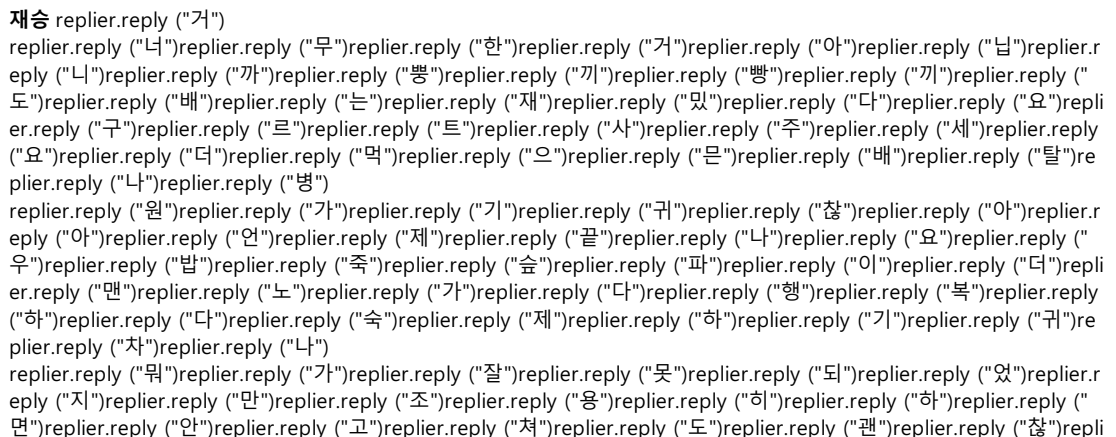 재승 replier.reply ("거")
replier.reply ("너")replier.reply ("무")replier.reply ("한")replier.reply ("거")replier.reply ("아")replier.reply ("닙")replier.r
eply ("니")replier.reply ("까")replier.reply ("뿡")replier.reply ("끼")replier.reply ("빵")replier.reply ("끼")replier.reply ("
도")replier.reply ("배")replier.reply ("는")replier.reply ("재")replier.reply ("밌")replier.reply ("다")replier.reply ("요")repli
er.reply ("구")replier.reply ("르")replier.reply ("트")replier.reply ("사")replier.reply ("주")replier.reply ("세")replier.reply
("요")replier.reply ("더")replier.reply ("먹")replier.reply ("으")replier.reply ("믄")replier.reply ("배")replier.reply ("탈")re
plier.reply ("나")replier.reply ("병")
replier.reply ("원")replier.reply ("가")replier.reply ("기")replier.reply ("귀")replier.reply ("찮")replier.reply ("아")replier.r
eply ("아")replier.reply ("언")replier.reply ("제")replier.reply ("끝")replier.reply ("나")replier.reply ("요")replier.reply ("
우")replier.reply ("밥")replier.reply ("죽")replier.reply ("슾")replier.reply ("파")replier.reply ("이")replier.reply ("더")repli
er.reply ("맨")replier.reply ("노")replier.reply ("가")replier.reply ("다")replier.reply ("행")replier.reply ("복")replier.reply
("하")replier.reply ("다")replier.reply ("숙")replier.reply ("제")replier.reply ("하")replier.reply ("기")replier.reply ("귀")re
plier.reply ("차")replier.reply ("나")
replier.reply ("뭐")replier.reply ("가")replier.reply ("잘")replier.reply ("못")replier.reply ("되")replier.reply ("었")replier.r
eply ("지")replier.reply ("만")replier.reply ("조")replier.reply ("용")replier.reply ("히")replier.reply ("하")replier.reply ("
면")replier.reply ("안")replier.reply ("고")replier.reply ("쳐")replier.reply ("도")replier.reply ("괜")replier.reply ("찮")repli